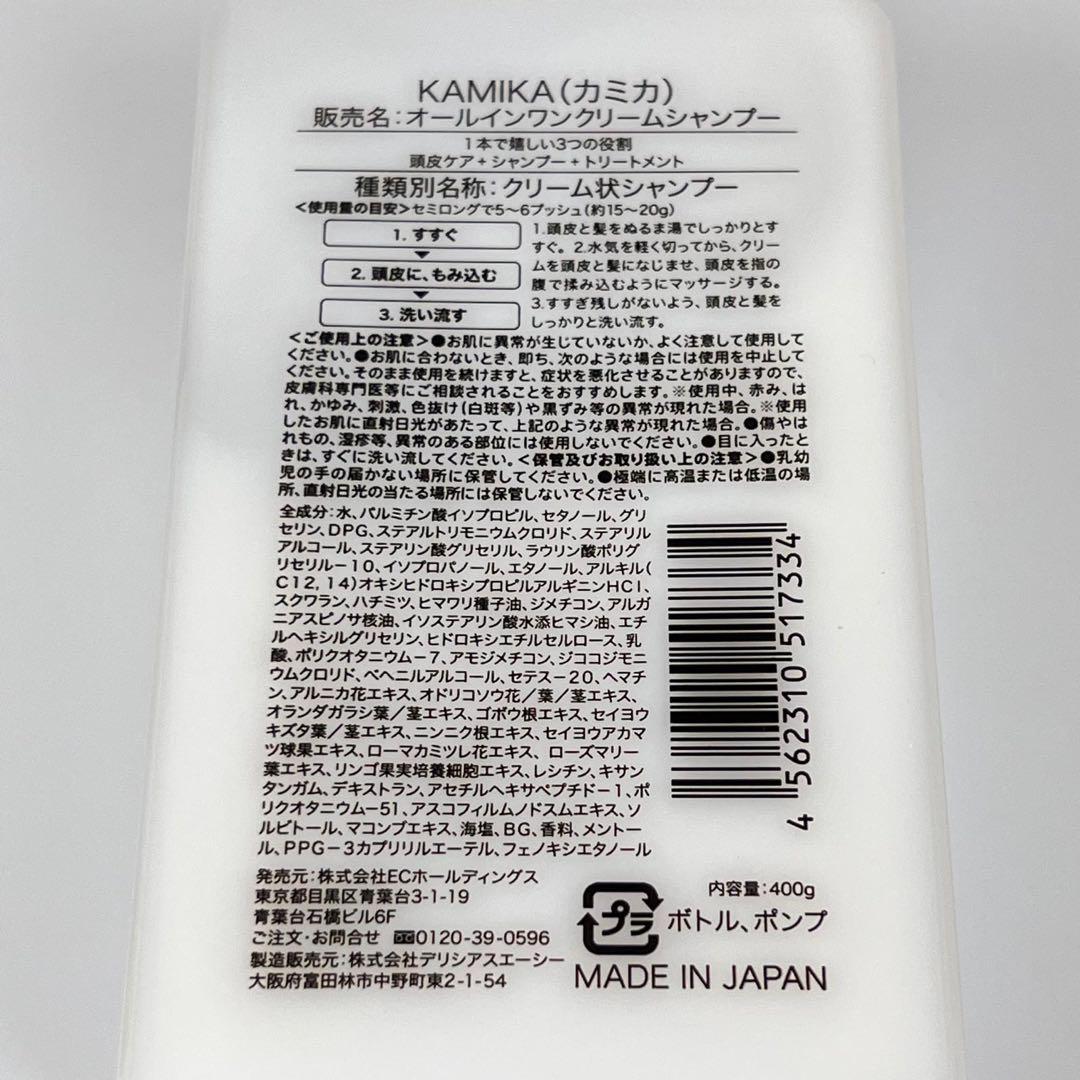 KAMIKA(カミカ)
販売名:オールインワンクリームシャンプー
1本で嬉しい3つの役割
頭皮ケア+シャンプー+トリートメント
種類別名称:クリーム状シャンプー
<使用量の目安>セミロングで5〜6プッシュ(約15〜20g)
1. すすぐ
2. 頭皮に、もみ込む
3. 洗い流す
1.頭皮と髪をぬるま湯でしっかりとす
すぐ。2.水気を軽く切ってから、クリー
ムを頭皮と髪になじませ、頭皮を指の
腹で揉み込むようにマッサージする。
3.すすぎ残しがないよう、頭皮と髪を
しっかりと洗い流す。
<ご使用上の注意>●お肌に異常が生じていないか、よく注意して使用して
ください。●お肌に合わないとき、即ち、次のような場合には使用を中止して
ください。そのまま使用を続けますと、症状を悪化させることがありますので、
皮膚科専門医等にご相談されることをおすすめします。※使用中、赤み、は
れ、かゆみ、刺激、色抜け(白斑等)や黒ずみ等の異常が現れた場合。※使用
したお肌に直射日光があたって、上記のような異常が現れた場合。●傷やは
れもの、湿疹等、異常のある部位には使用しないでください。●目に入ったと
きは、すぐに洗い流してください。<保管及びお取り扱い上の注意>●乳幼
児の手の届かない場所に保管してください。●極端に高温または低温の場
所、直射日光の当たる場所には保管しないでください。
全成分:水、パルミチン酸イソプロピル、セタノール、グリ
セリン、DPG、ステアルトリモニウムクロリド、ステアリル
アルコール、ステアリン酸グリセリル、ラウリン酸ポリグ
リセリル−10、イソプロパノール、エタノール、アルキル(
C12,14)オキシヒドロキシプロピルアルギニンHCl、
スクワラン、ハチミツ、ヒマワリ種子油、ジメチコン、アルガ
ニアスピノサ核油、イソステアリン酸水添ヒマシ油、エチ
ルヘキシルグリセリン、ヒドロキシエチルセルロース、乳
酸、ポリクオタニウム−7、アモジメチコン、ジココジモニ
ウムクロリド、ベヘニルアルコール、セテス−20、ヘマチ
ン、アルニカ花エキス、オドリコソウ花/葉/茎エキス、
オランダガラシ葉/茎エキス、ゴボウ根エキス、セイヨウ
キズタ葉/茎エキス、ニンニク根エキス、セイヨウアカマ
ツ球果エキス、ローマカミツレ花エキス、ローズマリー
葉エキス、リンゴ果実培養細胞エキス、レシチン、キサン
タンガム、デキストラン、アセチルヘキサペプチド−1、ポ
リクオタニウム−51、アスコフィルムノドスムエキス、ソ
ルビトール、マコンブエキス、海塩、BG、香料、メントー
ル、PPG−3カプリリルエーテル、フェノキシエタノール
4 562310 517334
発売元:株式会社ECホールディングス
東京都目黒区青葉台3-1-19
青葉台石橋ビル6F
ご注文・お問合せ 0120-39-0596
製造販売元:株式会社デリシアスエーシー
大阪府富田林市中野町東2-1-54
内容量:400g
プラ ボトル、ポンプ
MADE IN JAPAN